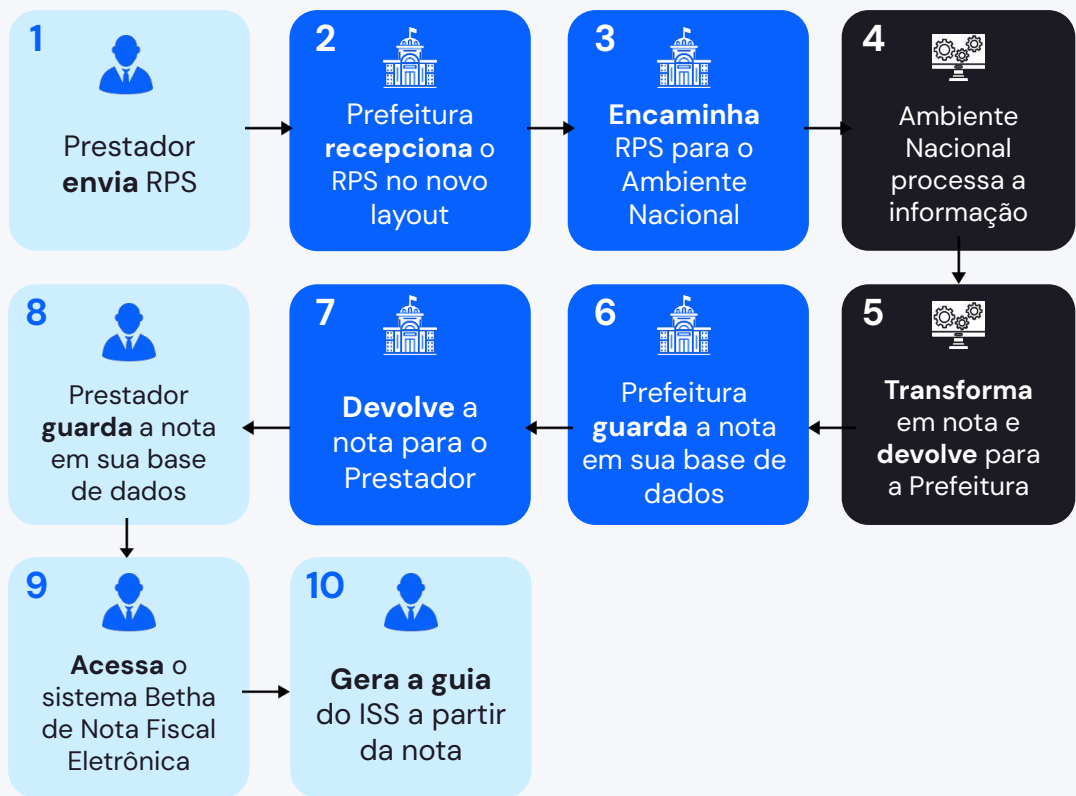 1
Prestador
envia RPS
2
Prefeitura
recepciona o
RPS no novo
layout
3
Encaminha
RPS para o
Ambiente
Nacional
4
Ambiente
Nacional
processa a
informação
5
Transforma
em nota e
devolve para
a Prefeitura
6
Prefeitura
guarda a nota
em sua base de
dados
7
Devolve a
nota para o
Prestador
8
Prestador
guarda a nota
em sua base
de dados
9
Acessa o
sistema Betha
de Nota Fiscal
Eletrônica
10
Gera a guia
do ISS a partir
da nota